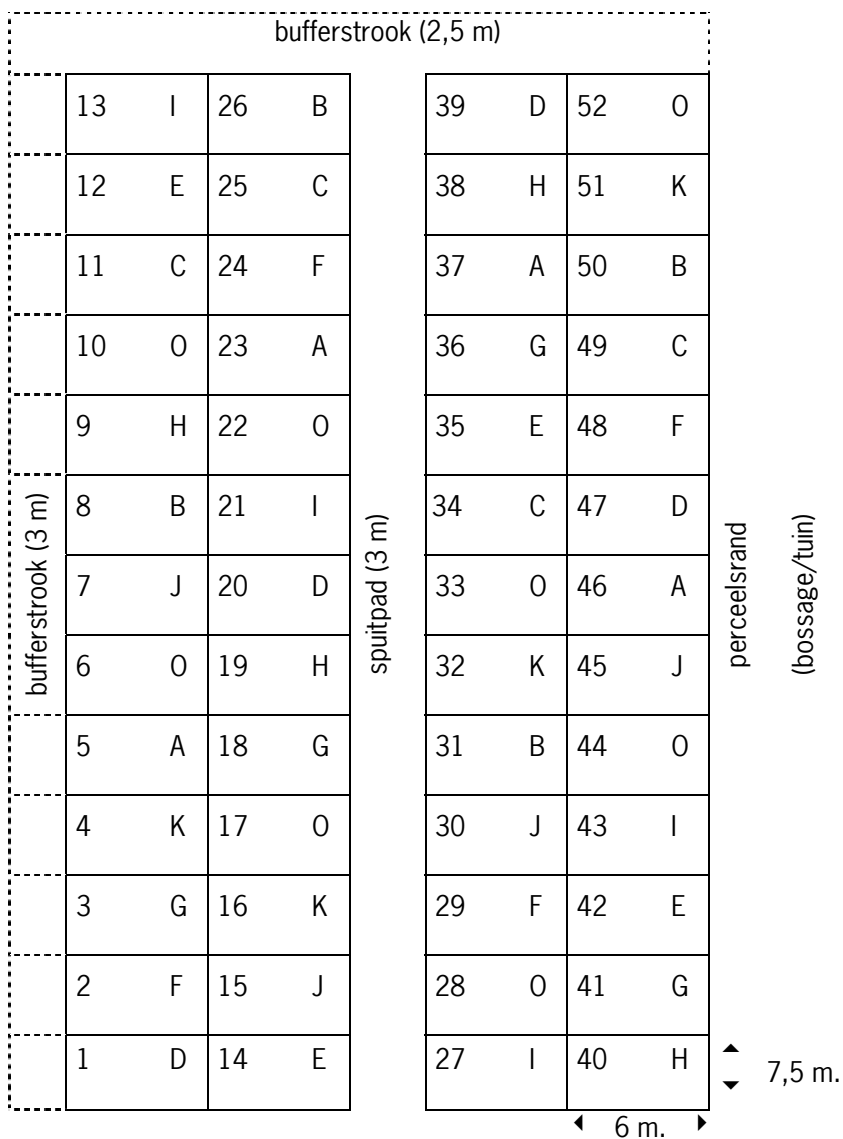 bufferstrook (2,5 m)
13 I 26 B 39 D 52 O
12 E 25 C 38 H 51 K
11 C 24 F 37 A 50 B
10 O 23 A 36 G 49 C
9 H 22 O 35 E 48 F
8 B 21 I 34 C 47 D
7 J 20 D 33 O 46 A
6 O 19 H 32 K 45 J
5 A 18 G 31 B 44 O
4 K 17 O 30 J 43 I
3 G 16 K 29 F 42 E
2 F 15 J 28 O 41 G
1 D 14 E 27 I 40 H
bufferstrook (3 m)
spuitpad (3 m)
perceelsrand
(bossage/tuin)
7,5 m.
6 m.